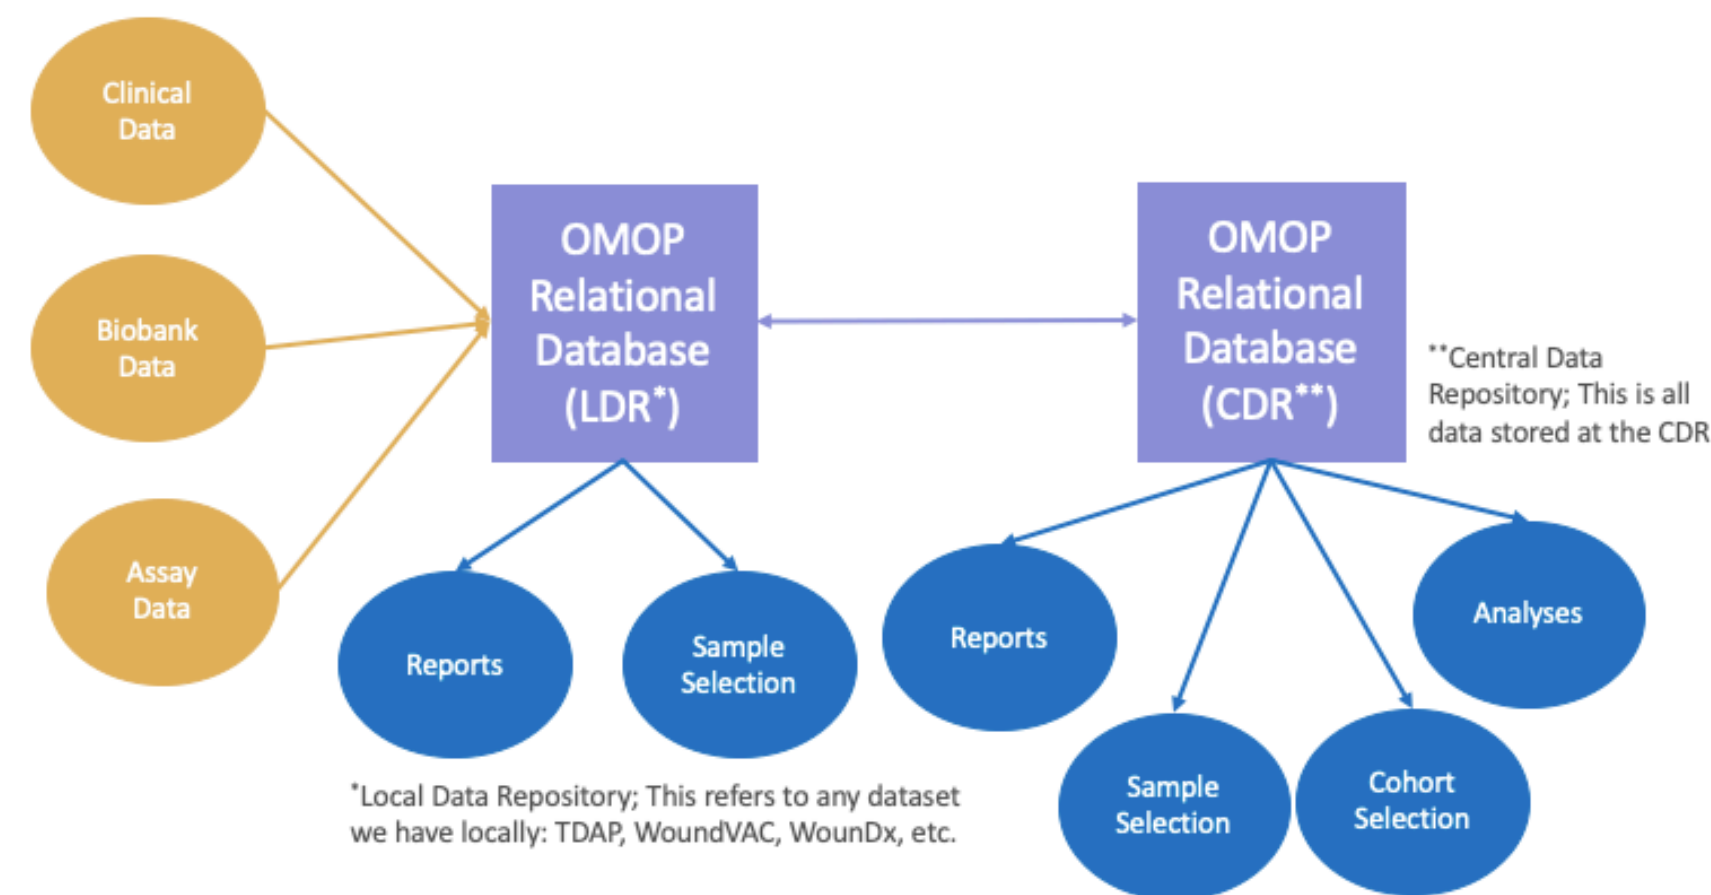 Clinical
Data
Biobank
Data
Assay
Data
OMOP
Relational
Database
(LDR*)
OMOP
Relational
Database
(CDR**)
**Central Data
Repository; This is all
data stored at the CDR
Reports
Sample
Selection
Reports
Sample
Selection
Cohort
Selection
Analyses
*Local Data Repository; This refers to any dataset
we have locally: TDAP, WoundVAC, WounDx, etc.